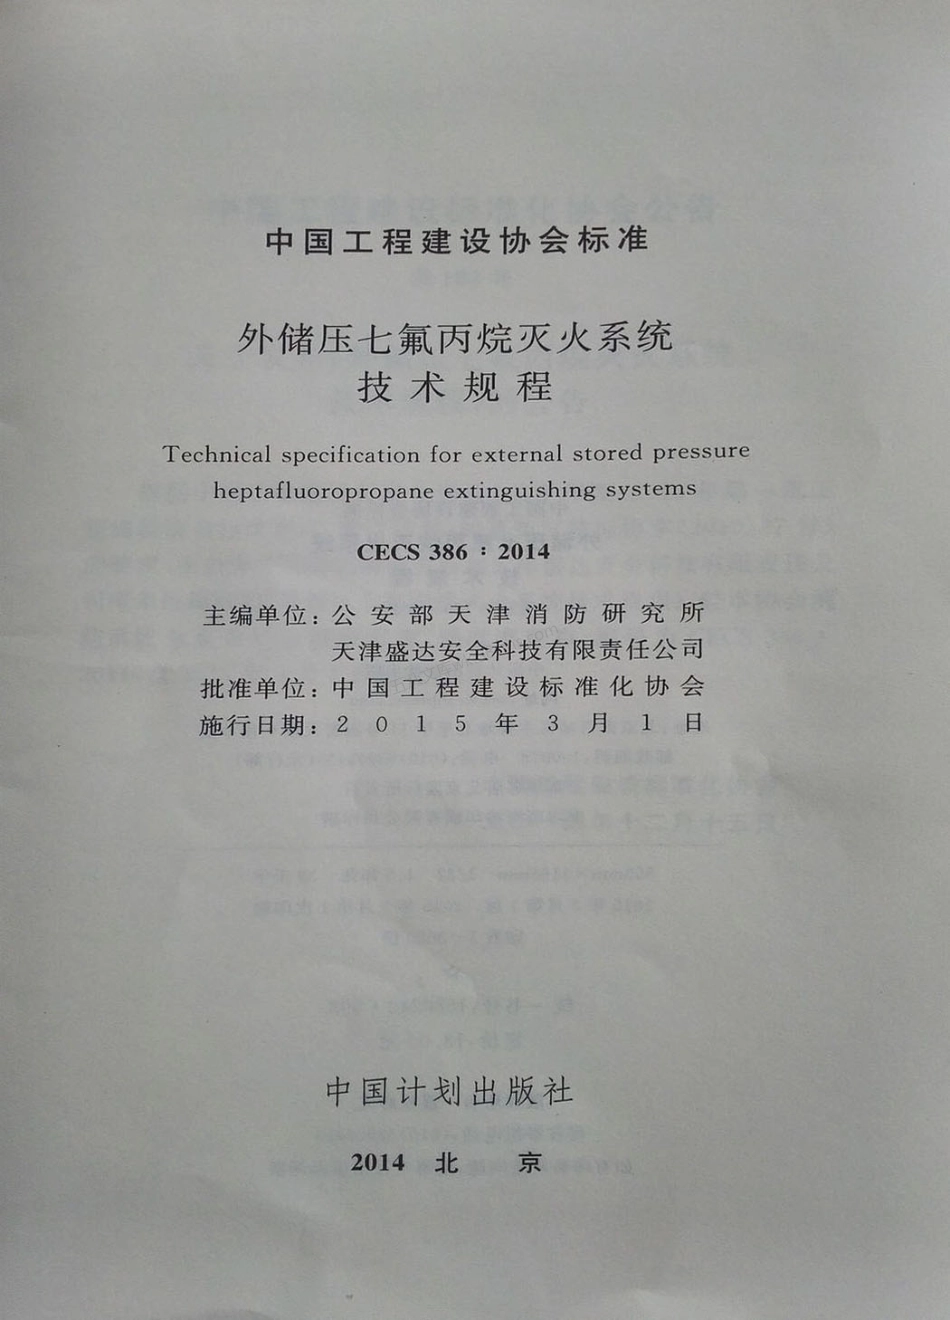 中国工程建设协会标准
外储压七氟丙烷灭火系统
技术规程
Technical specification for external stored pressure
heptafluoropropane extinguishing systems
CECS 386：2014
主编单位：公安部天津消防研究所
天津盛达安全科技有限责任公司
批准单位：中国工程建设标准化协会
施行日期：2015年3月1日
中国计划出版社
2014 北 京